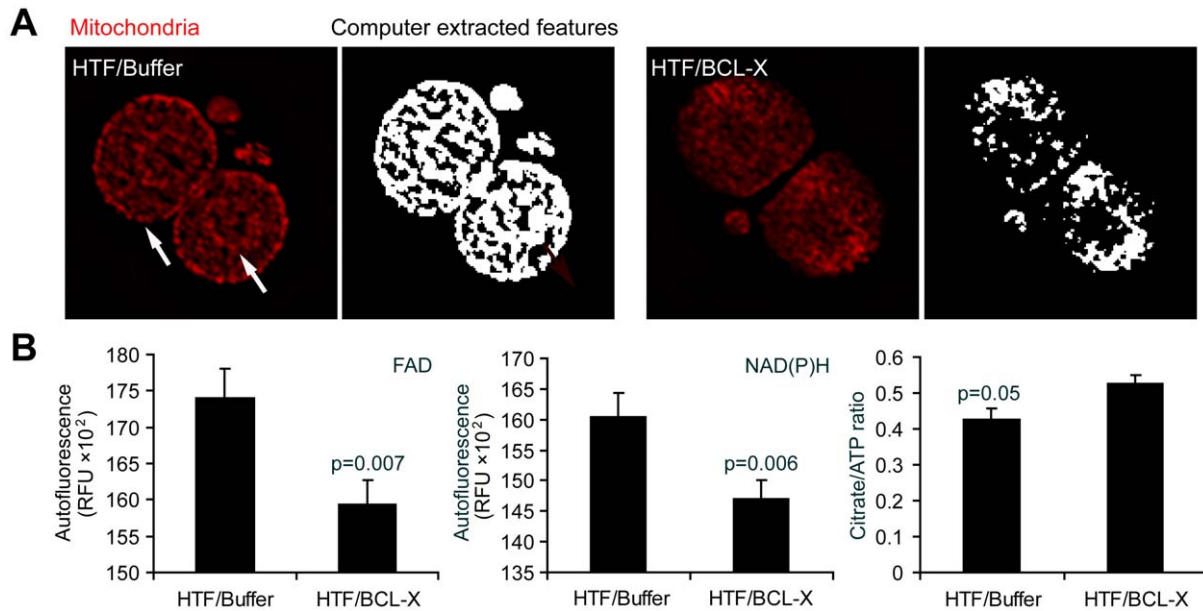 A
Mitochondria
Computer extracted features
HTF/Buffer
HTF/BCL-X
B
180
175
170
165
160
155
150
Autofluorescence
(RFU ×10²)
FAD
p=0.007
HTF/Buffer HTF/BCL-X
170
165
160
155
150
145
140
135
Autofluorescence
(RFU ×10²)
NAD(P)H
p=0.006
HTF/Buffer HTF/BCL-X
0.6
0.5
0.4
0.3
0.2
0.1
0
Citrate/ATP ratio
p=0.05
HTF/Buffer HTF/BCL-X